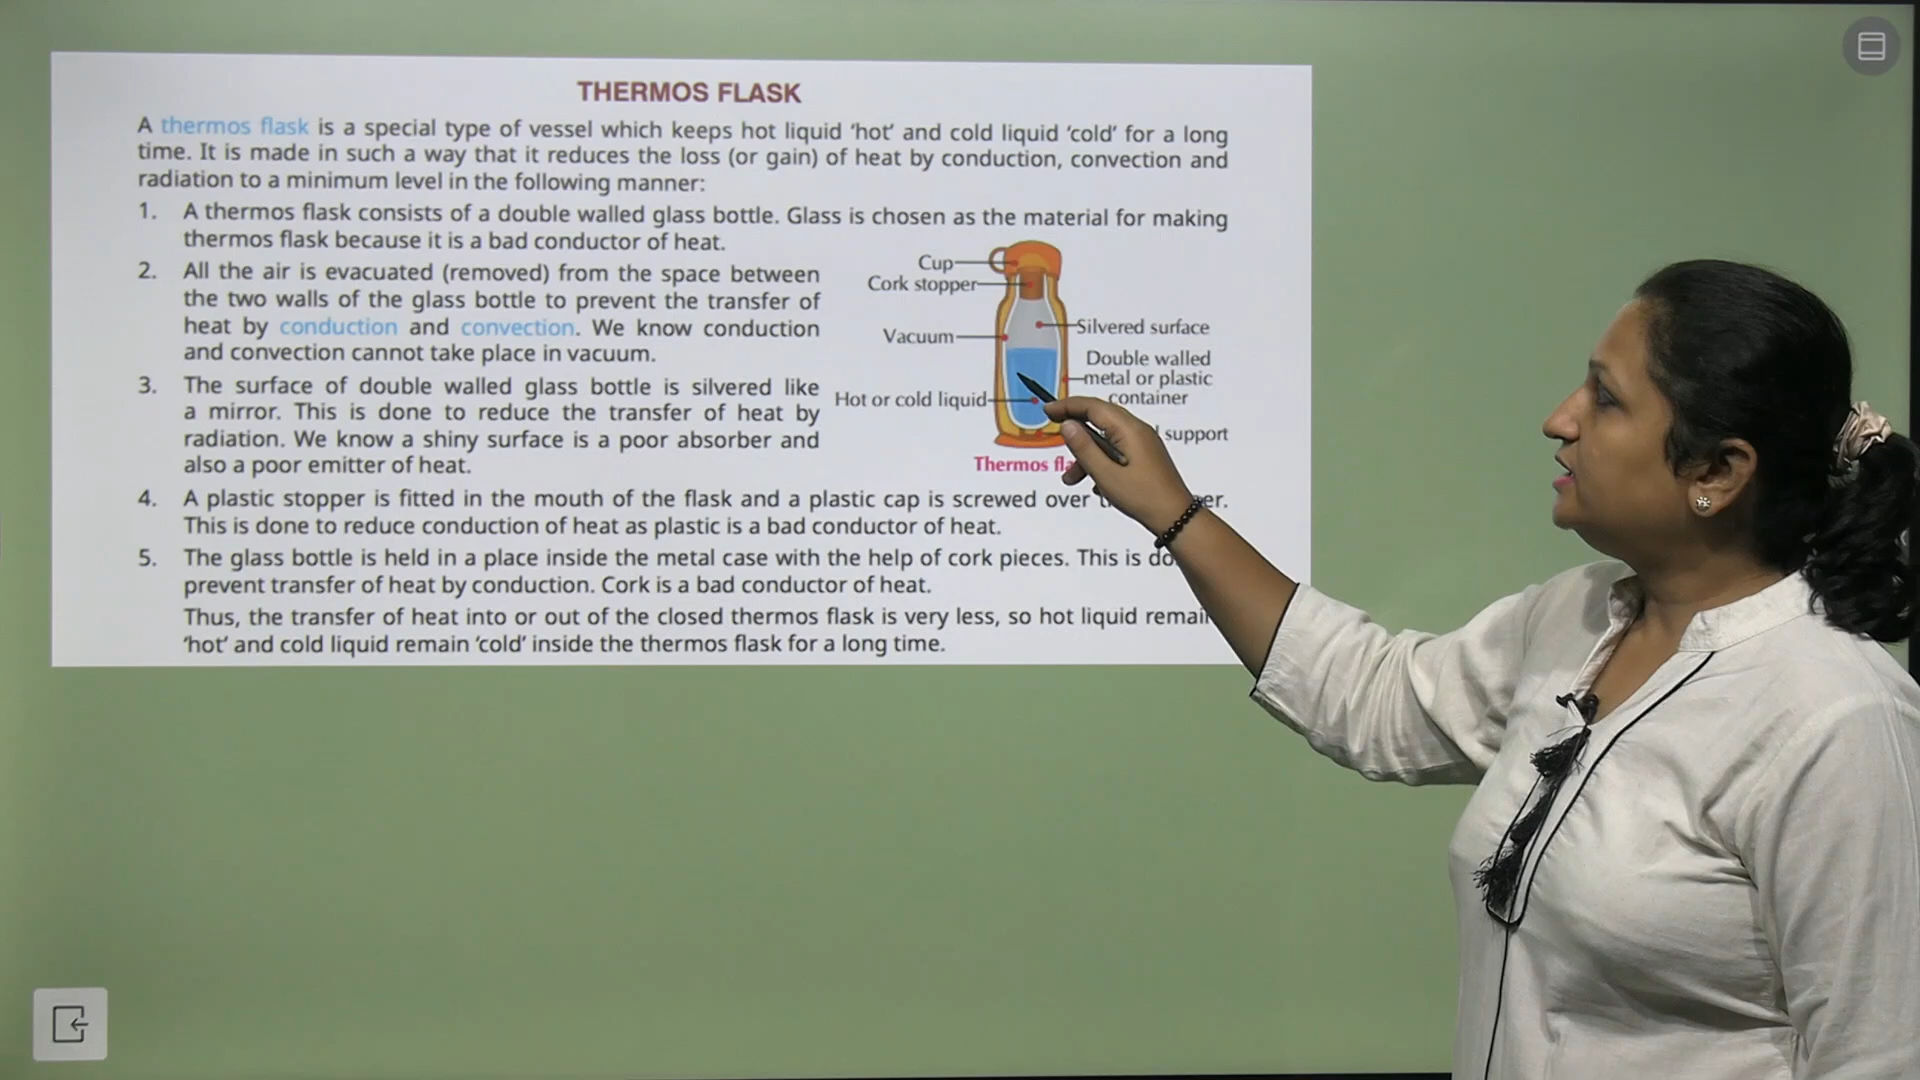 THERMOS FLASK
A thermos flask is a special type of vessel which keeps hot liquid ‘hot’ and cold liquid ‘cold’ for a long
time. It is made in such a way that it reduces the loss (or gain) of heat by conduction, convection and
radiation to a minimum level in the following manner:
1. A thermos flask consists of a double walled glass bottle. Glass is chosen as the material for making
thermos flask because it is a bad conductor of heat.
2. All the air is evacuated (removed) from the space between
the two walls of the glass bottle to prevent the transfer of
heat by conduction and convection. We know conduction
and convection cannot take place in vacuum.
3. The surface of double walled glass bottle is silvered like
a mirror. This is done to reduce the transfer of heat by
radiation. We know a shiny surface is a poor absorber and
also a poor emitter of heat.
Cup
Cork stopper
Vacuum
Silvered surface
Double walled
metal or plastic
container
Hot or cold liquid
support
Thermos
4. A plastic stopper is fitted in the mouth of the flask and a plastic cap is screwed over
This is done to reduce conduction of heat as plastic is a bad conductor of heat.
5. The glass bottle is held in a place inside the metal case with the help of cork pieces. This is
prevent transfer of heat by conduction. Cork is a bad conductor of heat.
Thus, the transfer of heat into or out of the closed thermos flask is very less, so hot liquid
‘hot’ and cold liquid remain ‘cold’ inside the thermos flask for a long time.